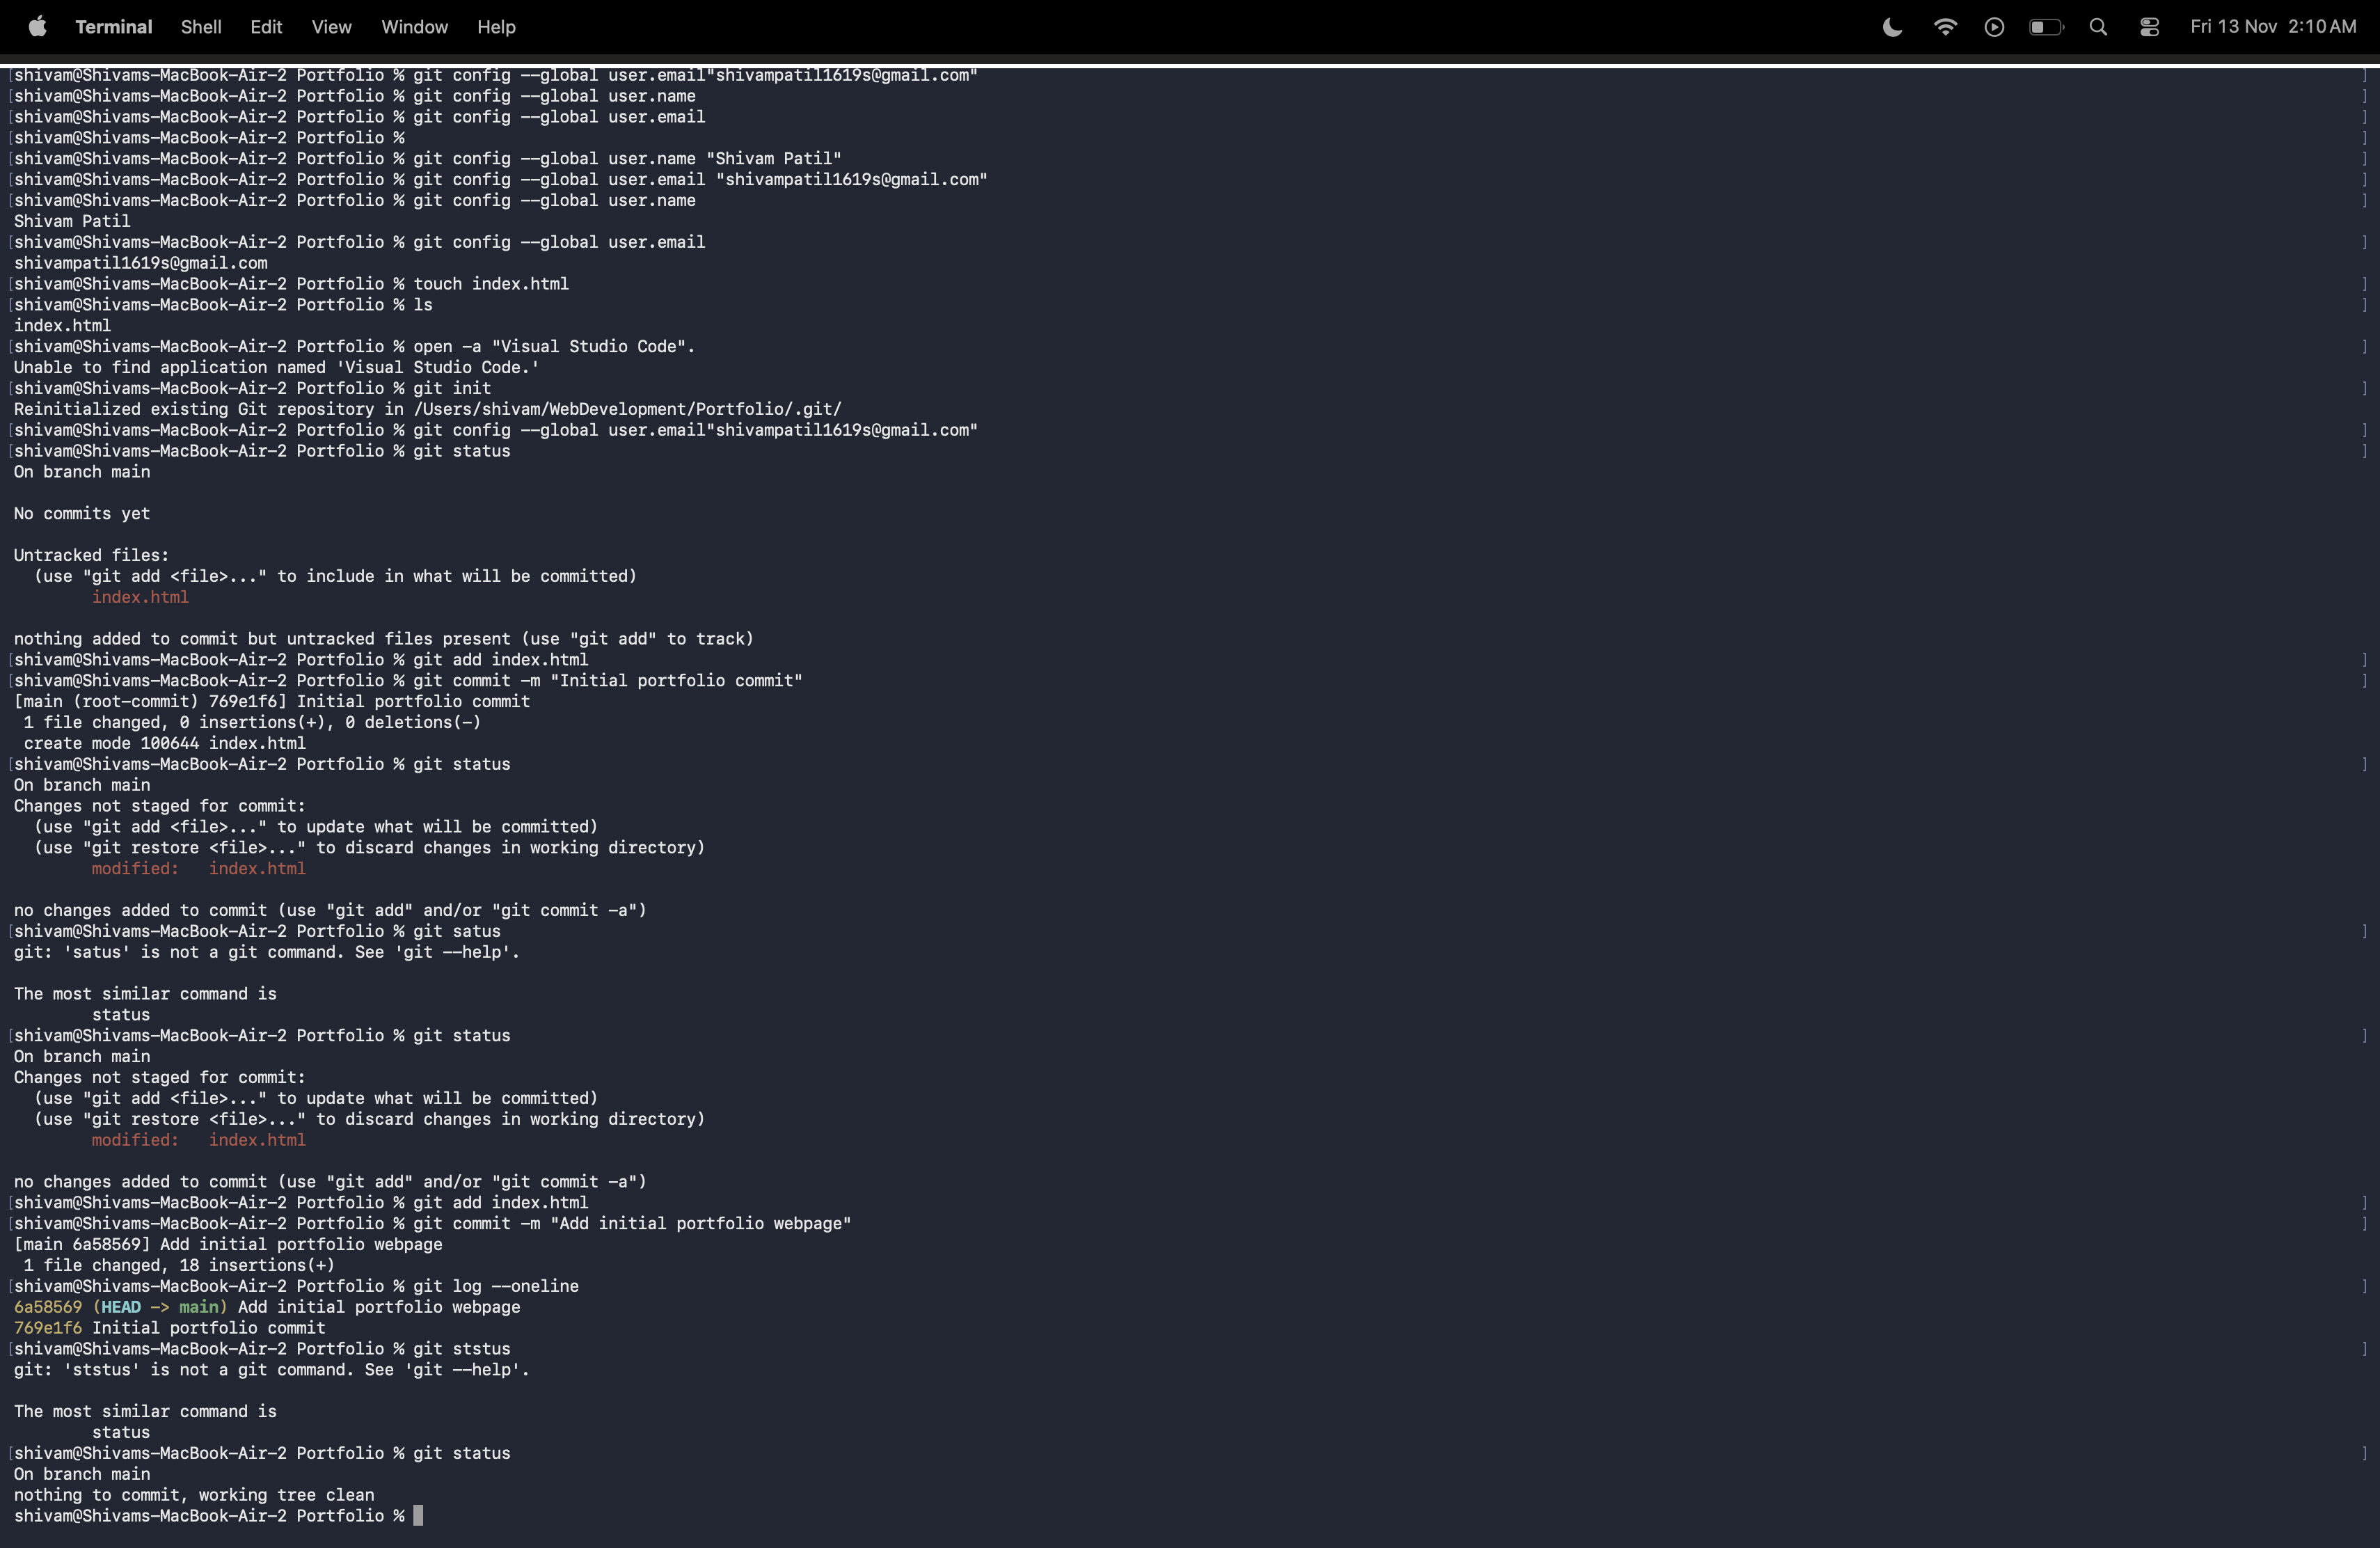 Terminal Shell Edit View Window Help Fri 13 Nov 2:10 AM
[shivam@Shivams-MacBook-Air-2 Portfolio % git config --global user.email"shivampatil1619s@gmail.com" ]
[shivam@Shivams-MacBook-Air-2 Portfolio % git config --global user.name ]
[shivam@Shivams-MacBook-Air-2 Portfolio % git config --global user.email ]
[shivam@Shivams-MacBook-Air-2 Portfolio % ]
[shivam@Shivams-MacBook-Air-2 Portfolio % git config --global user.name "Shivam Patil" ]
[shivam@Shivams-MacBook-Air-2 Portfolio % git config --global user.email "shivampatil1619s@gmail.com" ]
[shivam@Shivams-MacBook-Air-2 Portfolio % git config --global user.name ]
Shivam Patil
[shivam@Shivams-MacBook-Air-2 Portfolio % git config --global user.email ]
shivampatil1619s@gmail.com
[shivam@Shivams-MacBook-Air-2 Portfolio % touch index.html ]
[shivam@Shivams-MacBook-Air-2 Portfolio % ls ]
index.html
[shivam@Shivams-MacBook-Air-2 Portfolio % open -a "Visual Studio Code". ]
Unable to find application named 'Visual Studio Code.'
[shivam@Shivams-MacBook-Air-2 Portfolio % git init ]
Reinitialized existing Git repository in /Users/shivam/WebDevelopment/Portfolio/.git/
[shivam@Shivams-MacBook-Air-2 Portfolio % git config --global user.email"shivampatil1619s@gmail.com" ]
[shivam@Shivams-MacBook-Air-2 Portfolio % git status ]
On branch main
No commits yet
Untracked files:
(use "git add <file>..." to include in what will be committed)
index.html
nothing added to commit but untracked files present (use "git add" to track)
[shivam@Shivams-MacBook-Air-2 Portfolio % git add index.html ]
[shivam@Shivams-MacBook-Air-2 Portfolio % git commit -m "Initial portfolio commit" ]
[main (root-commit) 769e1f6] Initial portfolio commit
1 file changed, 0 insertions(+), 0 deletions(-)
create mode 100644 index.html
[shivam@Shivams-MacBook-Air-2 Portfolio % git status ]
On branch main
Changes not staged for commit:
(use "git add <file>..." to update what will be committed)
(use "git restore <file>..." to discard changes in working directory)
modified: index.html
no changes added to commit (use "git add" and/or "git commit -a")
[shivam@Shivams-MacBook-Air-2 Portfolio % git satus ]
git: 'satus' is not a git command. See 'git --help'.
The most similar command is
status
[shivam@Shivams-MacBook-Air-2 Portfolio % git status ]
On branch main
Changes not staged for commit:
(use "git add <file>..." to update what will be committed)
(use "git restore <file>..." to discard changes in working directory)
modified: index.html
no changes added to commit (use "git add" and/or "git commit -a")
[shivam@Shivams-MacBook-Air-2 Portfolio % git add index.html ]
[shivam@Shivams-MacBook-Air-2 Portfolio % git commit -m "Add initial portfolio webpage" ]
[main 6a58569] Add initial portfolio webpage
1 file changed, 18 insertions(+)
[shivam@Shivams-MacBook-Air-2 Portfolio % git log --oneline ]
6a58569 (HEAD -> main) Add initial portfolio webpage
769e1f6 Initial portfolio commit
[shivam@Shivams-MacBook-Air-2 Portfolio % git ststus ]
git: 'ststus' is not a git command. See 'git --help'.
The most similar command is
status
[shivam@Shivams-MacBook-Air-2 Portfolio % git status ]
On branch main
nothing to commit, working tree clean
shivam@Shivams-MacBook-Air-2 Portfolio %